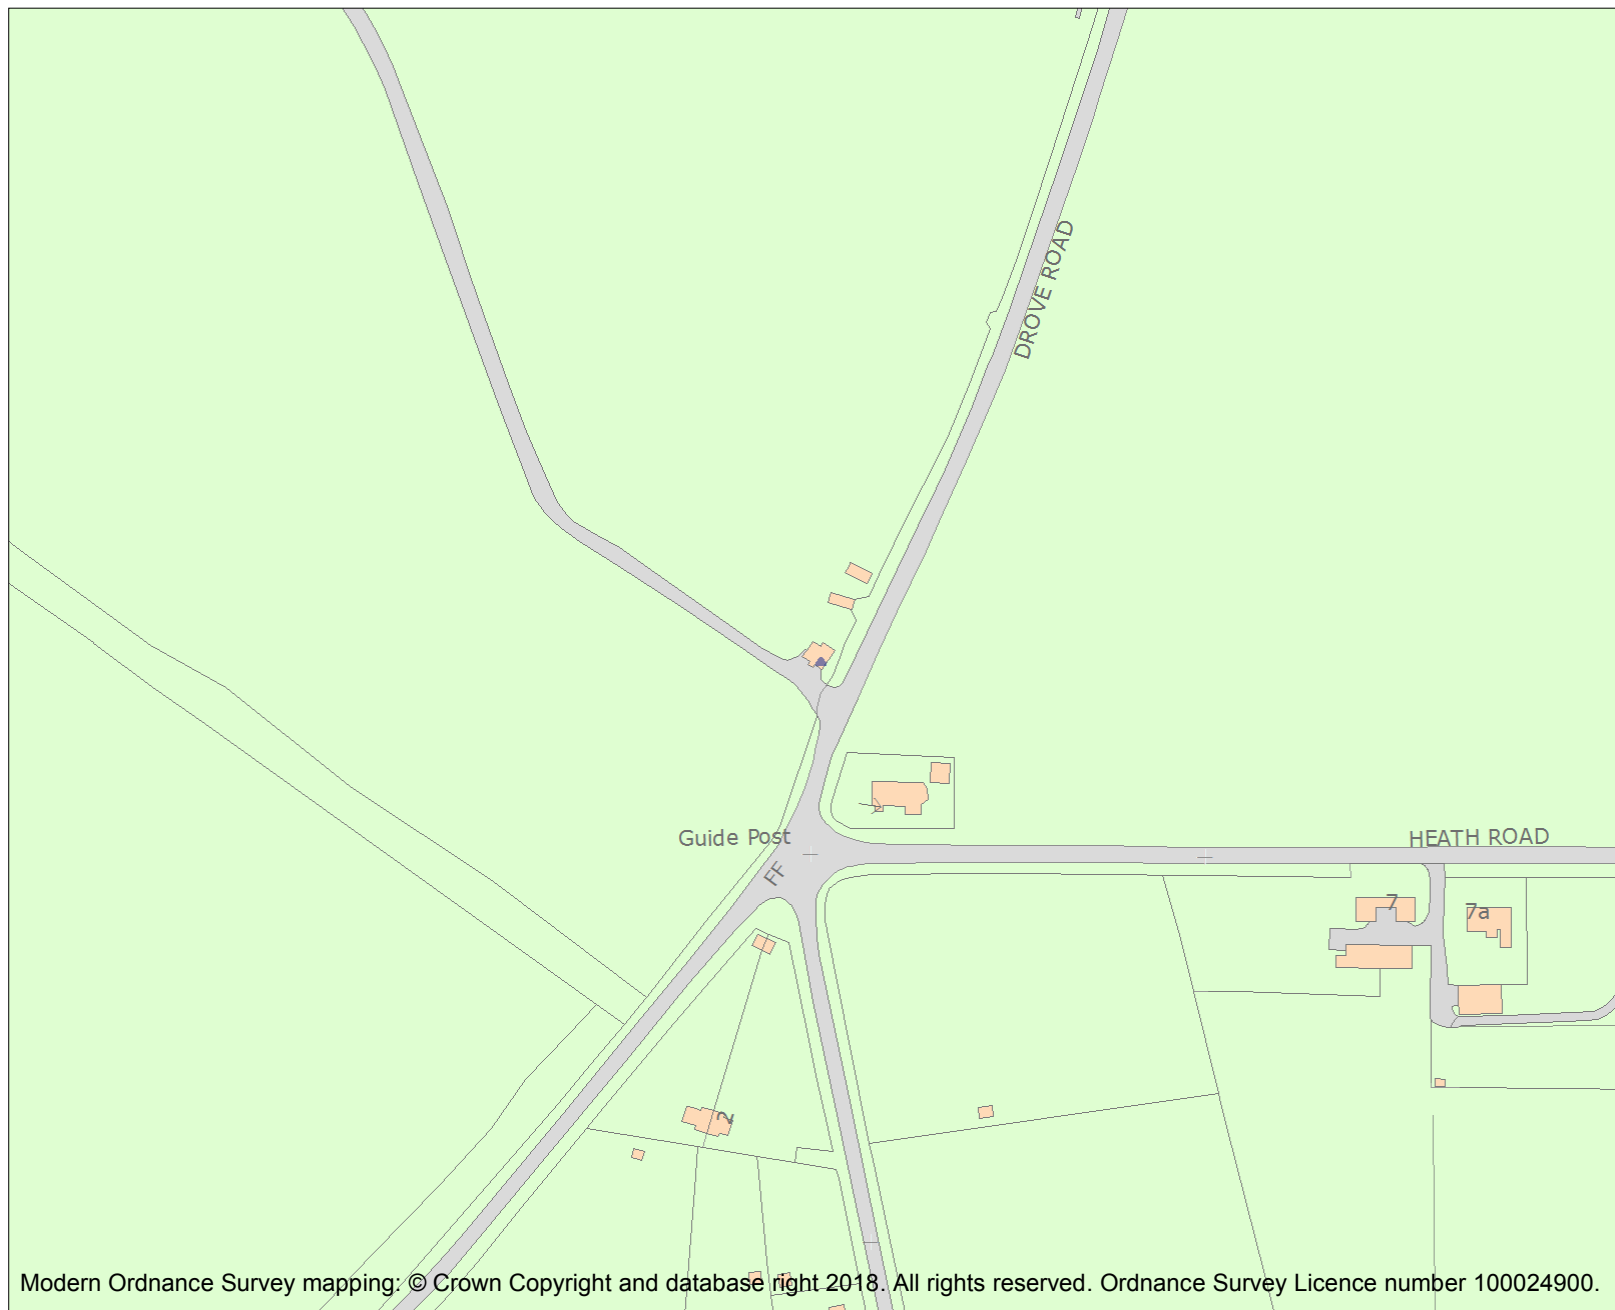 DROVE ROAD
Guide Post
HEATH ROAD
FF
7
7a
2
Modern Ordnance Survey mapping: © Crown Copyright and database right 2018. All rights reserved. Ordnance Survey Licence number 100024900.